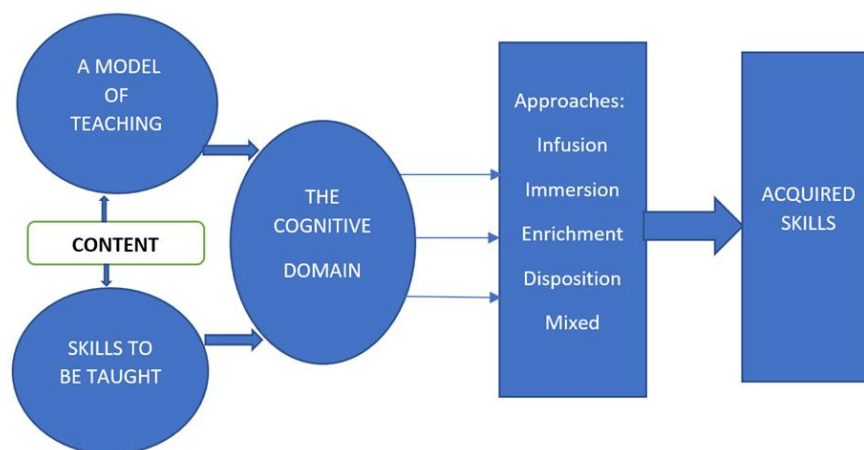 A MODEL
OF
TEACHING
CONTENT
SKILLS TO
BE TAUGHT
THE
COGNITIVE
DOMAIN
Approaches:
Infusion
Immersion
Enrichment
Disposition
Mixed
ACQUIRED
SKILLS